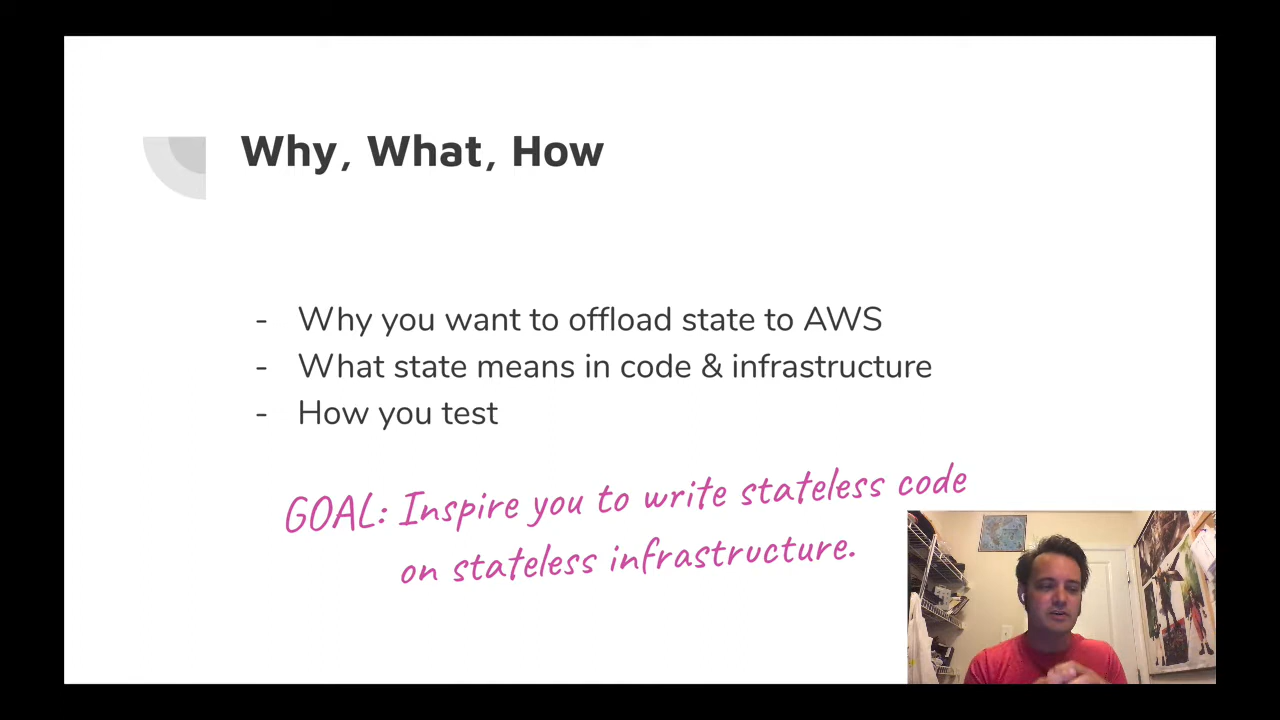 Why, What, How
- Why you want to offload state to AWS
- What state means in code & infrastructure
- How you test
GOAL: Inspire you to write stateless code
on stateless infrastructure.